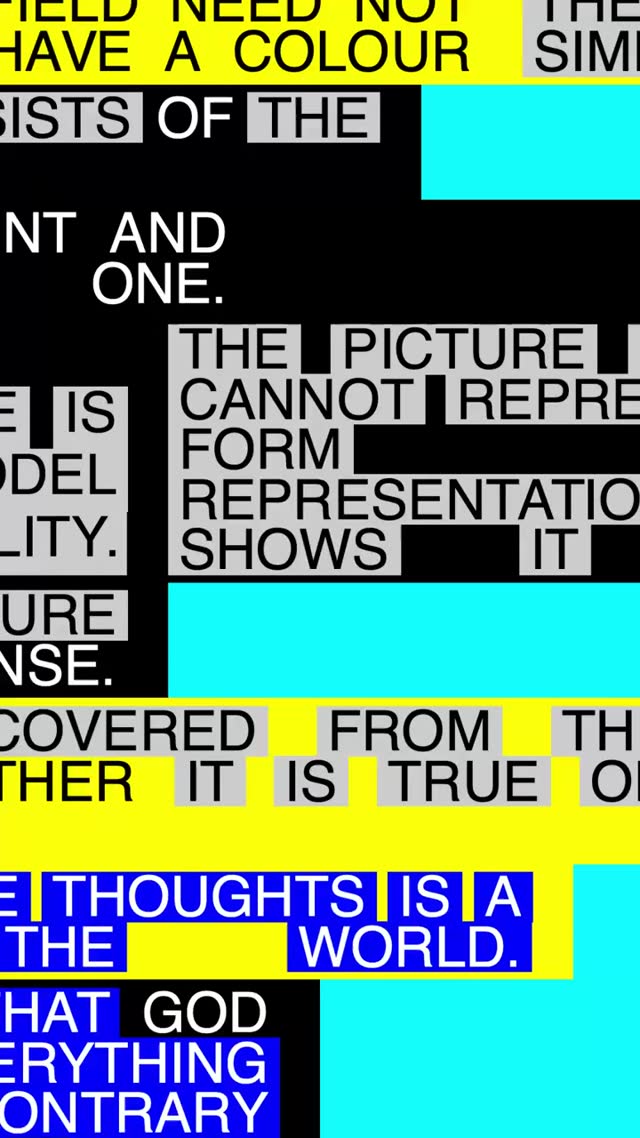 FIELD NEED NOT THE
HAVE A COLOUR SIMI
SISTS OF THE
NT AND
ONE.
THE PICTURE
CANNOT REPRE
FORM
REPRESENTATIO
SHOWS IT
E IS
ODEL
LITY.
URE
NSE.
COVERED FROM TH
THER IT IS TRUE O
E THOUGHTS IS A
THE WORLD.
HAT GOD
ERYTHING
ONTRARY